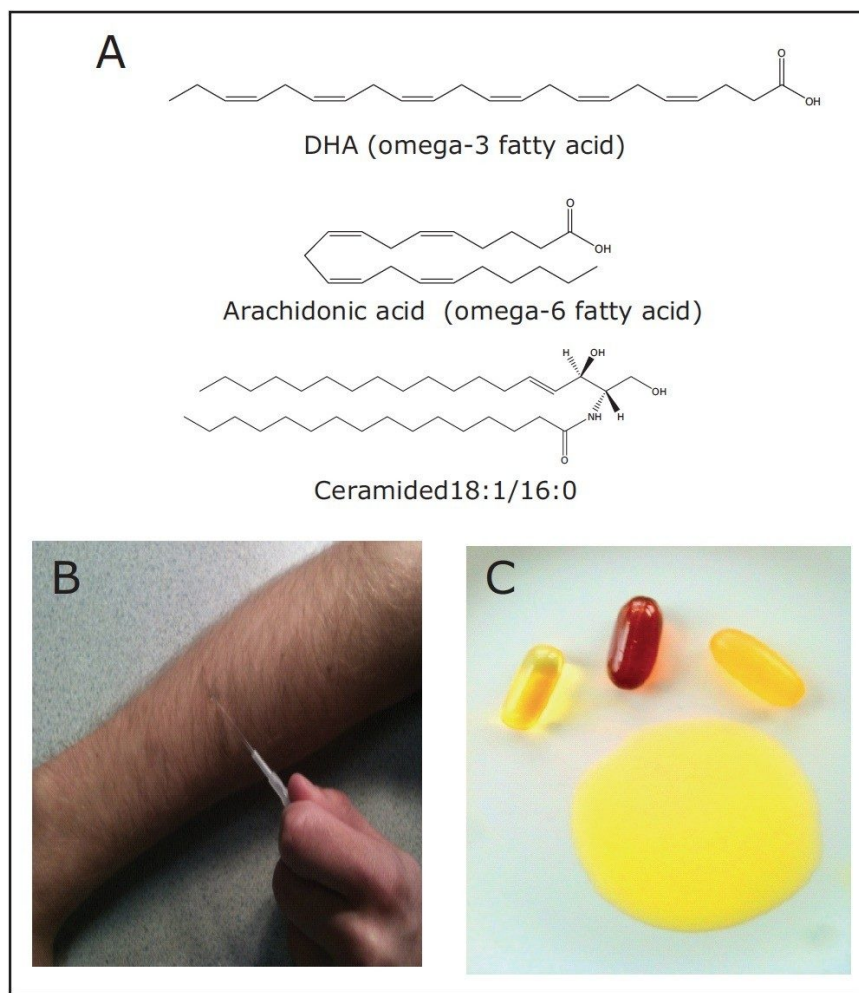 A
O
OH
DHA (omega-3 fatty acid)
O
OH
Arachidonic acid (omega-6 fatty acid)
H OH
OH
NH H
O
Ceramided18:1/16:0
B
C